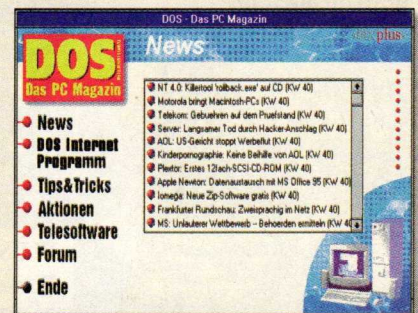 DOS - Das PC Magazin
DOS
Das PC Magazin
News
plus
News
DOS Internet
Programm
Tips&Tricks
Aktionen
Telesoftware
Forum
Ende
NT 4.0: Killertool 'rollback.exe' auf CD (KW 40)
Motorola bringt Macintosh-PCs (KW 40)
Telekom: Gebuehren auf dem Pruefstand (KW 40)
Server: Langsamer Tod durch Hacker-Anschlag (KW 40)
AOL: US-Gericht stoppt Werbeflut (KW 40)
Kinderpornographie: Keine Beihilfe von AOL (KW 40)
Plextor: Erstes 12fach-SCSI-CD-ROM (KW 40)
Apple Newton: Datenaustausch mit MS Office 95 (KW 40)
Iomega: Neue Zip-Software gratis (KW 40)
Frankfurter Rundschau: Zweisprachig im Netz (KW 40)
MS: Unlauterer Wettbewerb - Behoerden ermitteln (KW 4